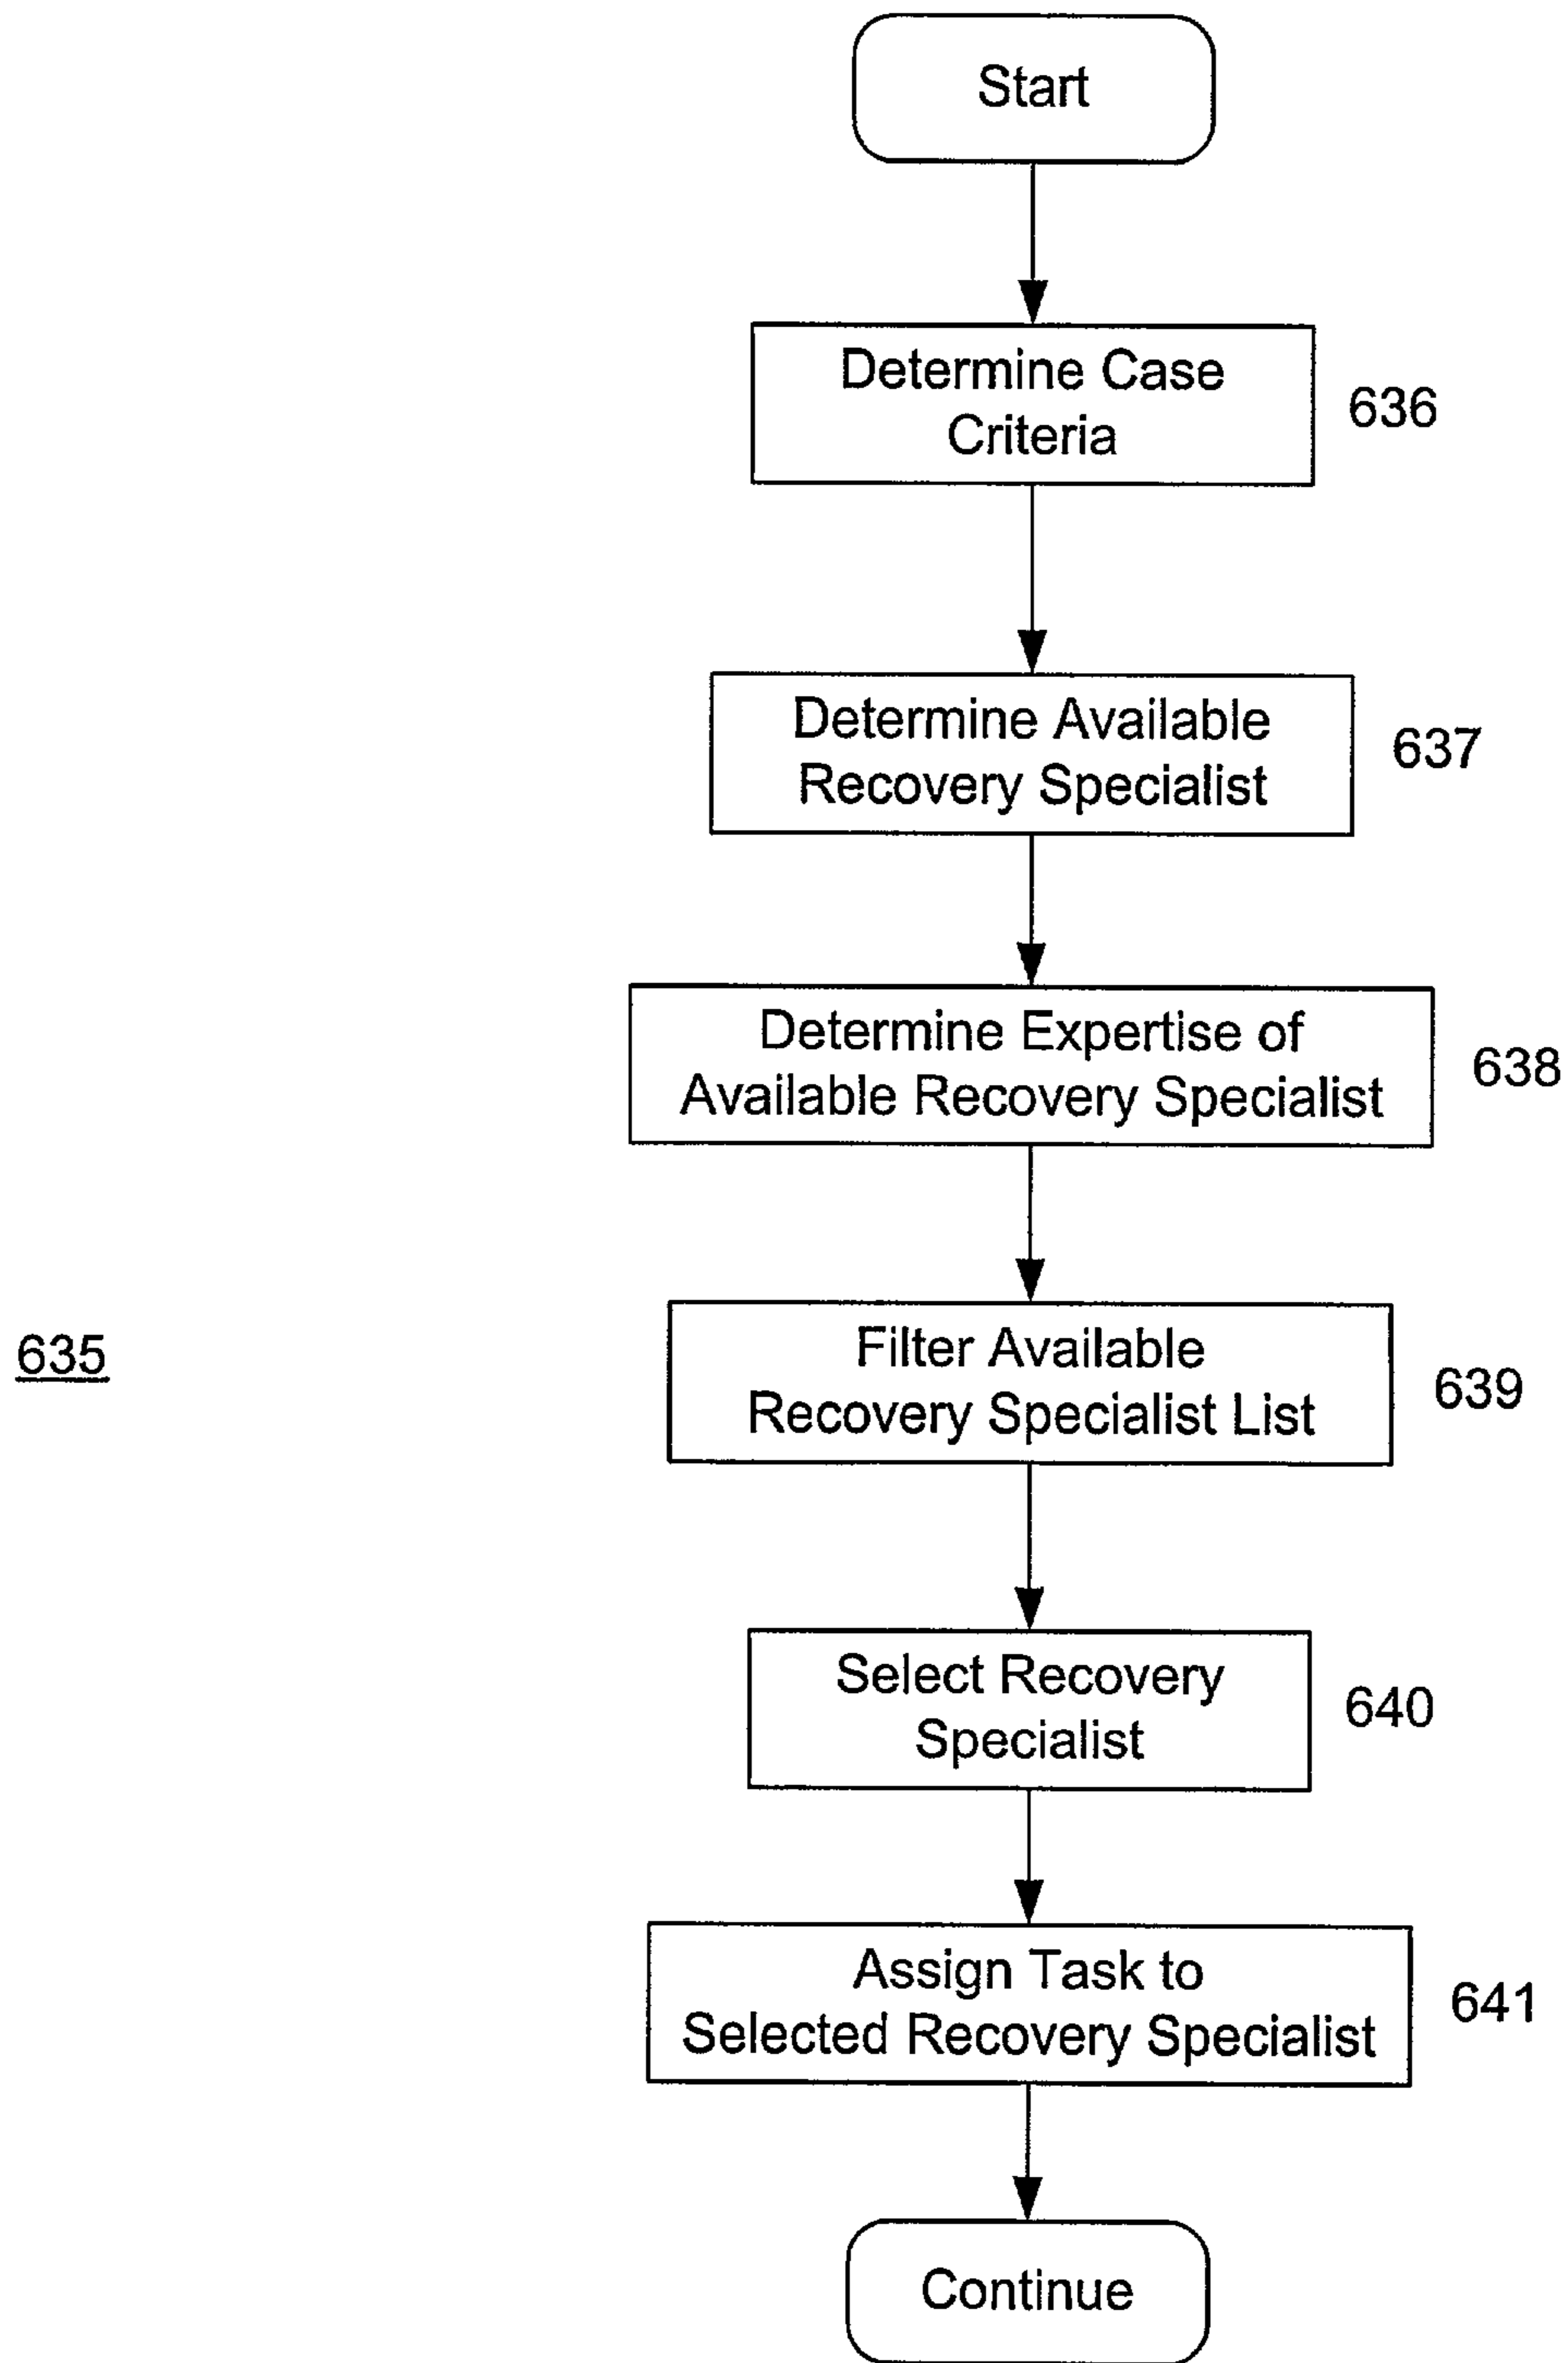 Start
Determine Case
Criteria
636
Determine Available
Recovery Specialist
637
Determine Expertise of
Available Recovery Specialist
638
635
Filter Available
Recovery Specialist List
639
Select Recovery
Specialist
640
Assign Task to
Selected Recovery Specialist
641
Continue